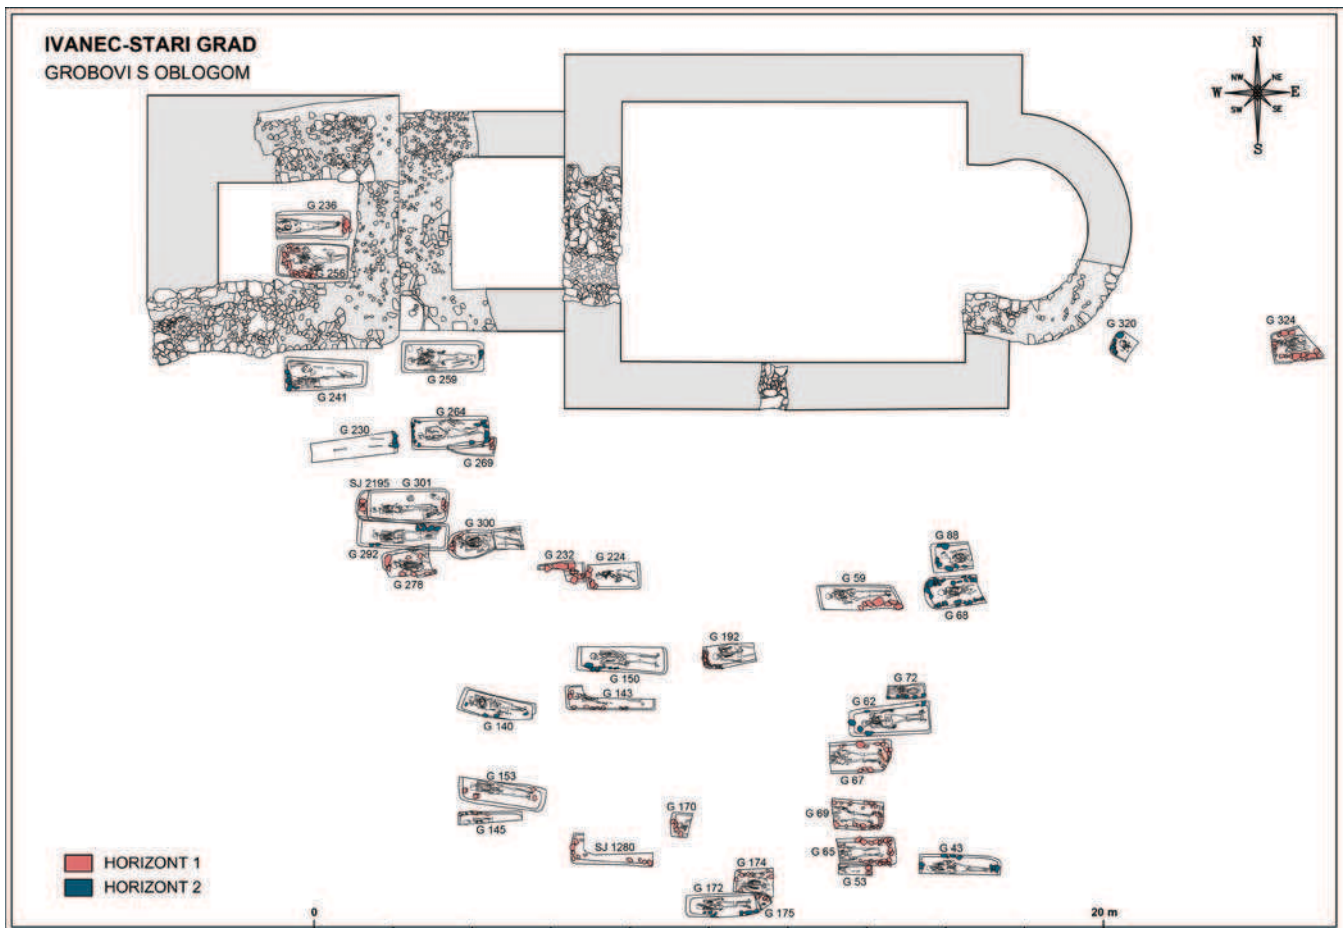 IVANEC-STARI GRAD
GROBOVI S OBLOGOM
N
NW NE
W E
SW SE
S
G 236
G 256
G 320
G 324
G 259
G 241
G 264
G 230
G 269
SJ 2195 G 301
G 300
G 292
G 278
G 232 G 224
G 88
G 59
G 68
G 192
G 150
G 72
G 143
G 62
G 140
G 67
G 153
G 170
G 69
G 145
SJ 1280
G 65
G 43
G 53
G 174
G 172
G 175
HORIZONT 1
HORIZONT 2
0 20 m